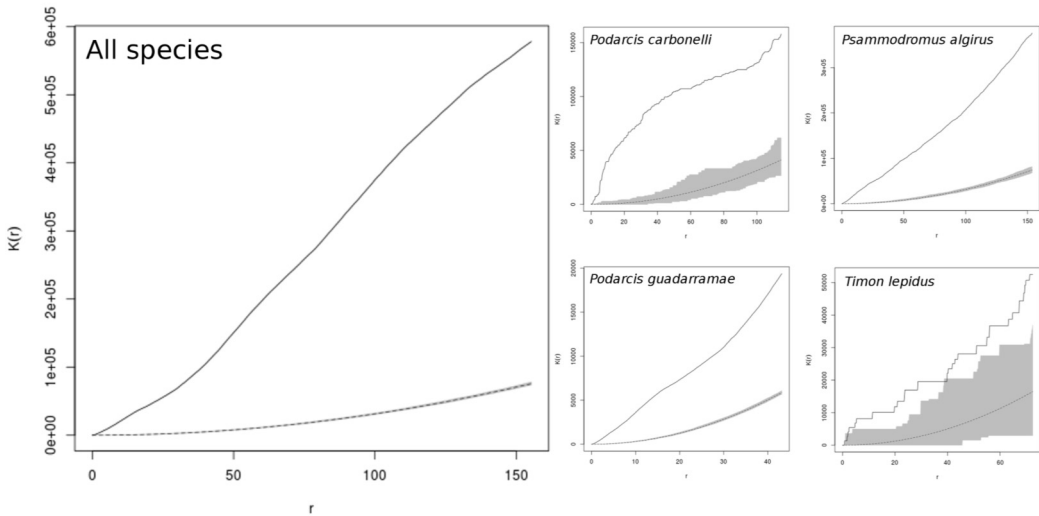 All species
K(r)
6e+05
5e+05
4e+05
3e+05
2e+05
1e+05
0e+00
0 50 100 150
r
Podarcis carbonelli
K(r)
150000
100000
50000
0
0 20 40 60 80 100
r
Psammodromus algirus
K(r)
3e+05
2e+05
1e+05
0e+00
0 50 100 150
r
Podarcis guadarramae
K(r)
20000
15000
10000
5000
0
0 10 20 30 40
r
Timon lepidus
K(r)
50000
40000
30000
20000
10000
0
0 20 40 60
r